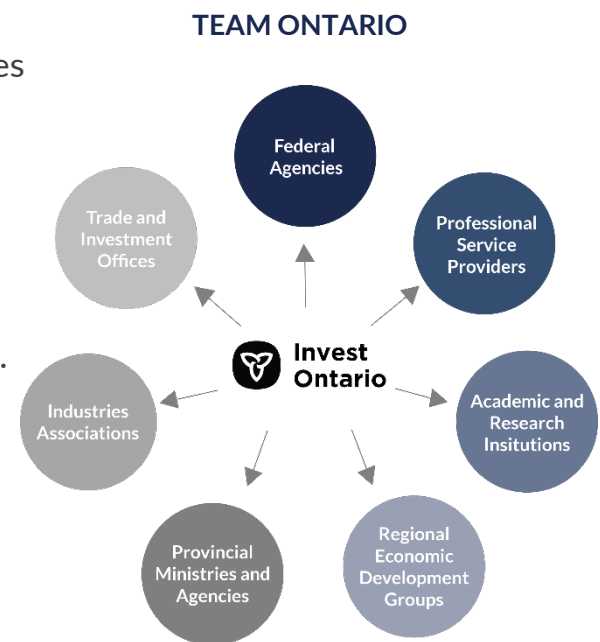 TEAM ONTARIO
es
Federal
Agencies
Professional
Service
Providers
Academic and
Research
Insitutions
Regional
Economic
Development
Groups
Provincial
Ministries and
Agencies
Industries
Associations
Trade and
Investment
Offices
Invest
Ontario
.